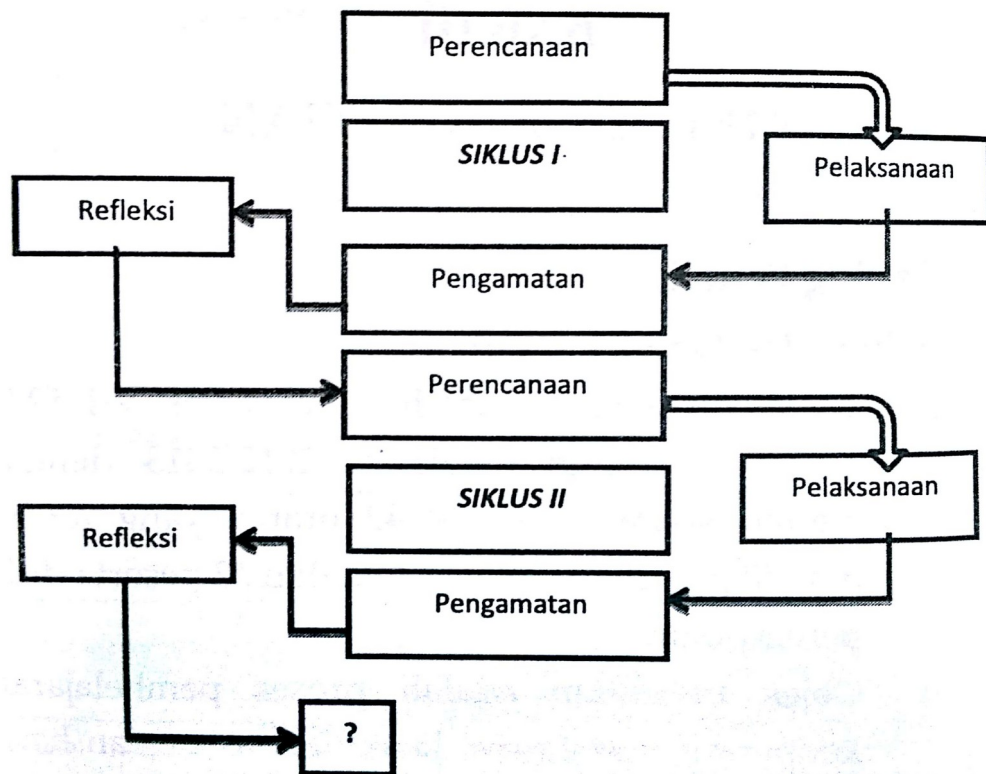 Perencanaan
SIKLUS I
Pelaksanaan
Refleksi
Pengamatan
Perencanaan
SIKLUS II
Pelaksanaan
Refleksi
Pengamatan
?